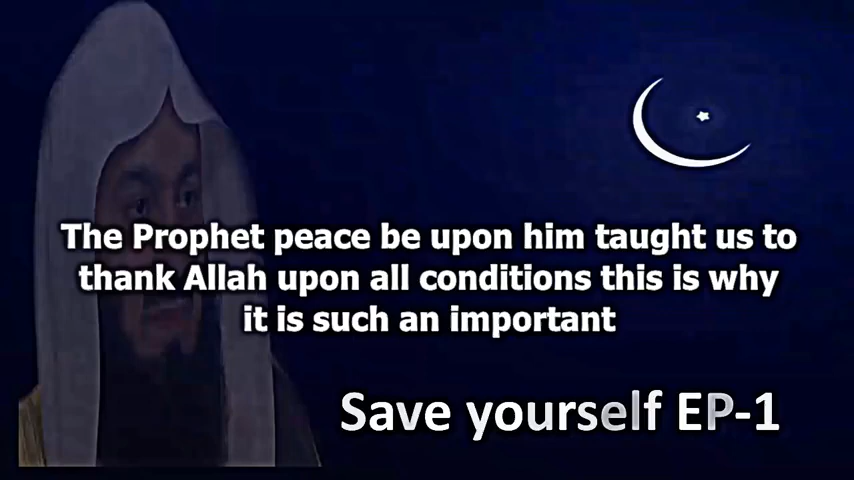 The Prophet peace be upon him taught us to
thank Allah upon all conditions this is why
it is such an important
Save yourself EP-1